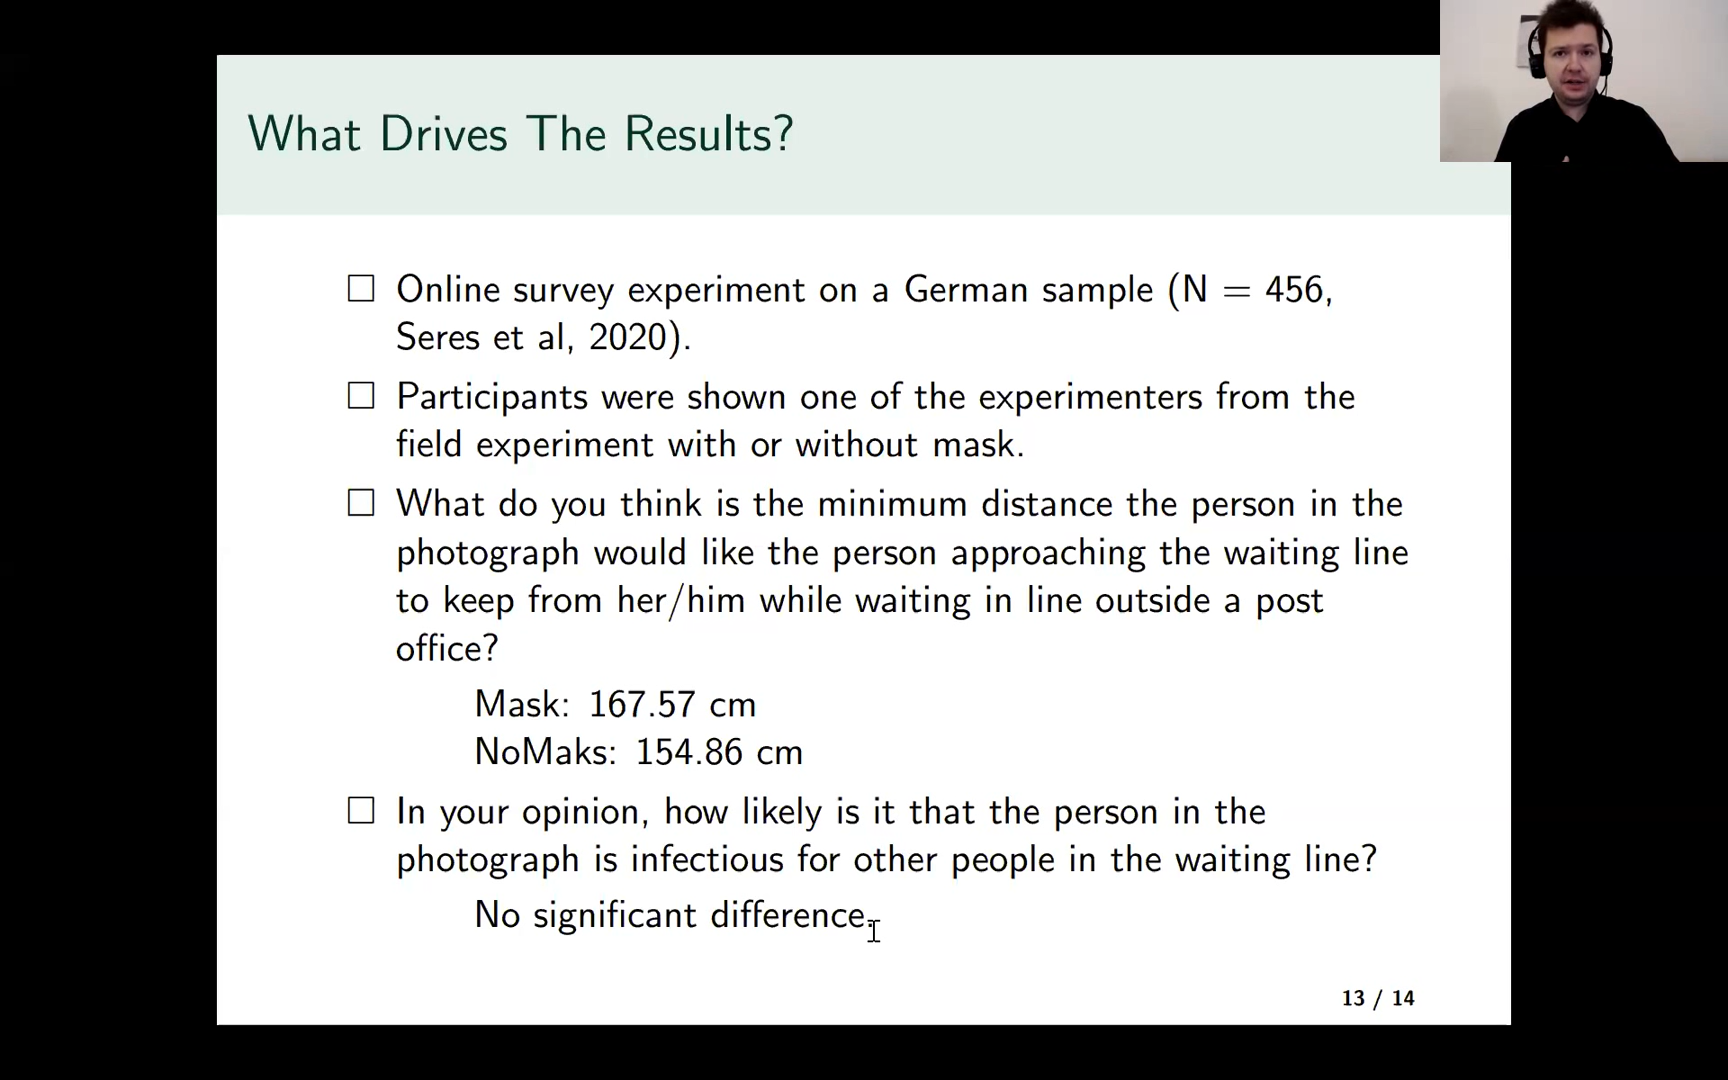 What Drives The Results?
Online survey experiment on a German sample (N = 456,
Seres et al, 2020).
Participants were shown one of the experimenters from the
field experiment with or without mask.
What do you think is the minimum distance the person in the
photograph would like the person approaching the waiting line
to keep from her/him while waiting in line outside a post
office?
Mask: 167.57 cm
NoMaks: 154.86 cm
In your opinion, how likely is it that the person in the
photograph is infectious for other people in the waiting line?
No significant difference.
13 / 14